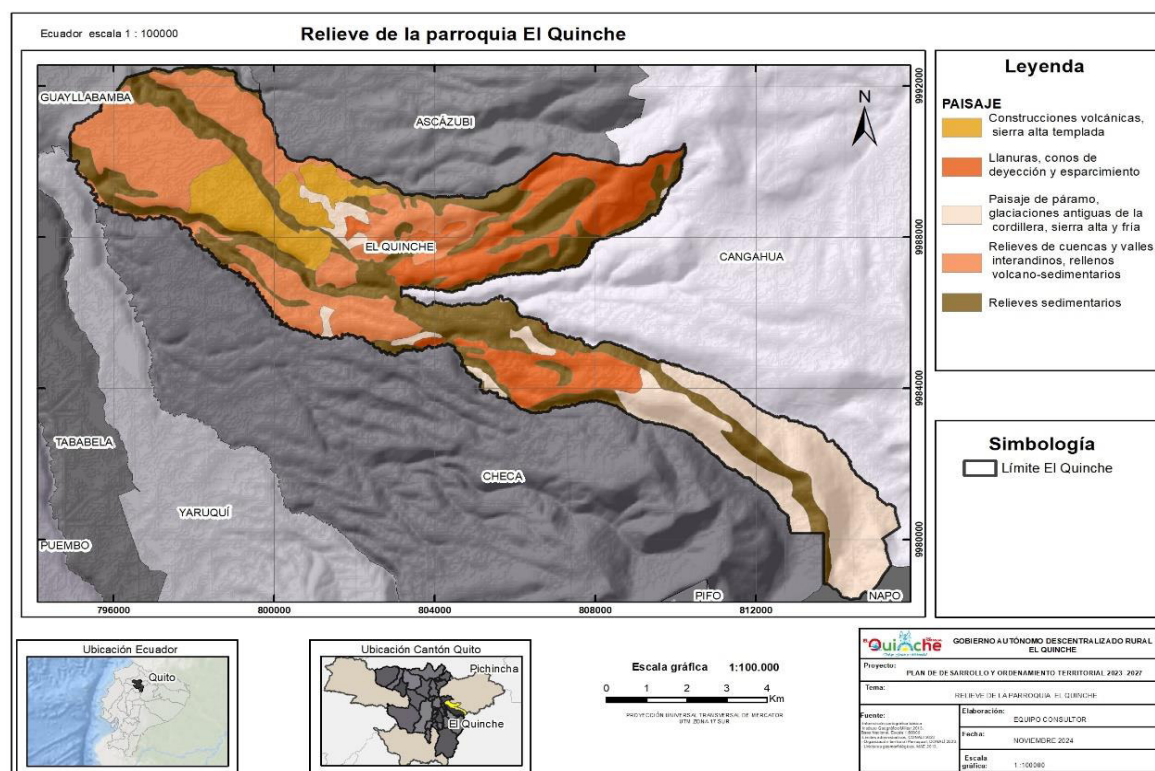 Ecuador escala 1 : 100000
Relieve de la parroquia El Quinche
GUAYLLABAMBA
ASCÁZUBI
EL QUINCHE
CANGAHUA
CHECA
TABABELA
YARUQUÍ
PUEMBO
PIFO
NAPO
N
9992000
9988000
9984000
9980000
796000
800000
804000
808000
812000
Leyenda
PAISAJE
Construcciones volcánicas,
sierra alta templada
Llanuras, conos de
deyección y esparcimiento
Paisaje de páramo,
glaciaciones antiguas de la
cordillera, sierra alta y fria
Relieves de cuencas y valles
interandinos, rellenos
volcano-sedimentarios
Relieves sedimentarios
Simbología
Límite El Quinche
Ubicación Ecuador
Quito
Ubicación Cantón Quito
Pichincha
El Quinche
Escala gráfica 1:100.000
0 1 2 3 4
Km
PROYECCIÓN UNIVERSAL TRANSVERSAL DE MERCATOR
UTM ZONA 17 SUR
Quinche
GOBIERNO AUTÓNOMO DESCENTRALIZADO RURAL
EL QUINCHE
Proyecto:
PLAN DE DESARROLLO Y ORDENAMIENTO TERRITORIAL 2023 2027
Tema:
RELIEVE DE LA PARROQUIA EL QUINCHE
Fuente:
Elaboración:
EQUIPO CONSULTOR
Fecha:
NOVIEMBRE 2024
Escala
gráfica:
1 :100000